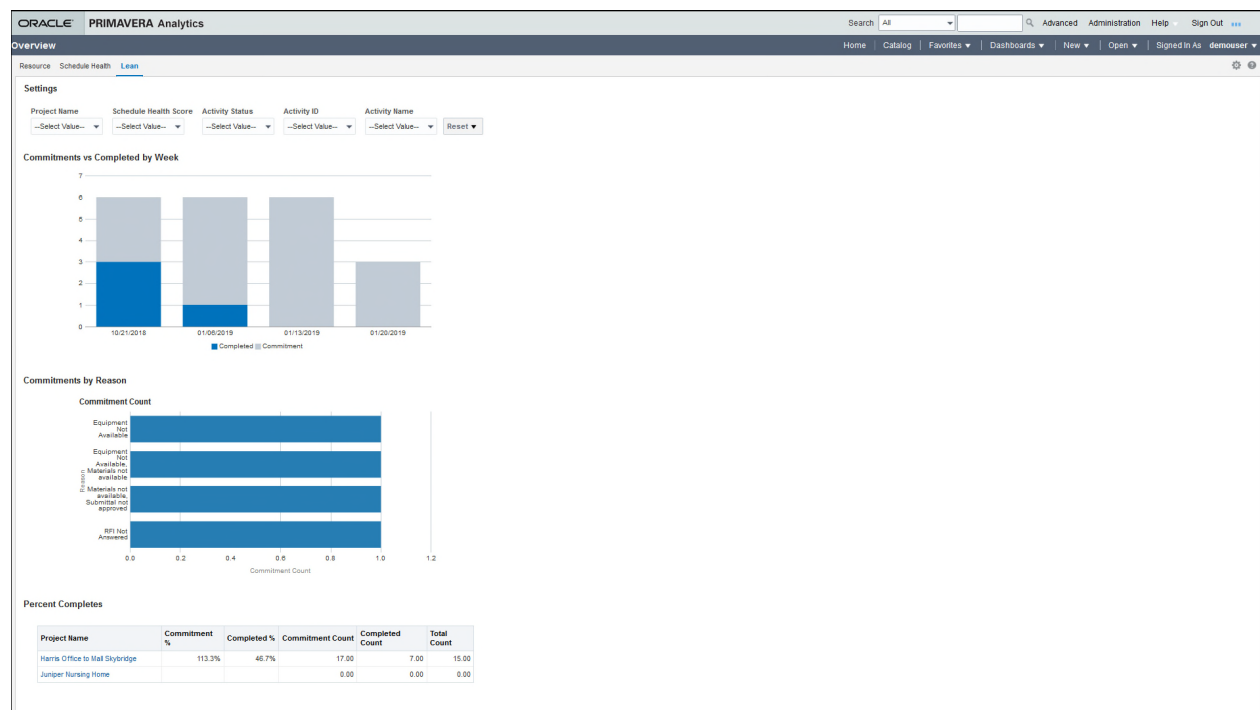 ORACLE PRIMAVERA Analytics Search All Advanced Administration Help Sign Out
Overview Home Catalog Favorites Dashboards New Open Signed In As demouser
Resource Schedule Health Lean
Settings
Project Name Schedule Health Score Activity Status Activity ID Activity Name
--Select Value-- --Select Value-- --Select Value-- --Select Value-- --Select Value-- Reset
Commitments vs Completed by Week
7
6
5
4
3
2
1
0
10/21/2018 01/06/2019 01/13/2019 01/20/2019
Completed Commitment
Commitments by Reason
Commitment Count
Reason
Equipment
Not
Available
Equipment
Not
Available,
Materials not
available
Materials not
available,
Submittal not
approved
RFI Not
Answered
0.0 0.2 0.4 0.6 0.8 1.0 1.2
Commitment Count
Percent Completes
Project Name Commitment % Completed % Commitment Count Completed Count Total Count
Harris Office to Mall Skybridge 113.3% 46.7% 17.00 7.00 15.00
Juniper Nursing Home 0.00 0.00 0.00